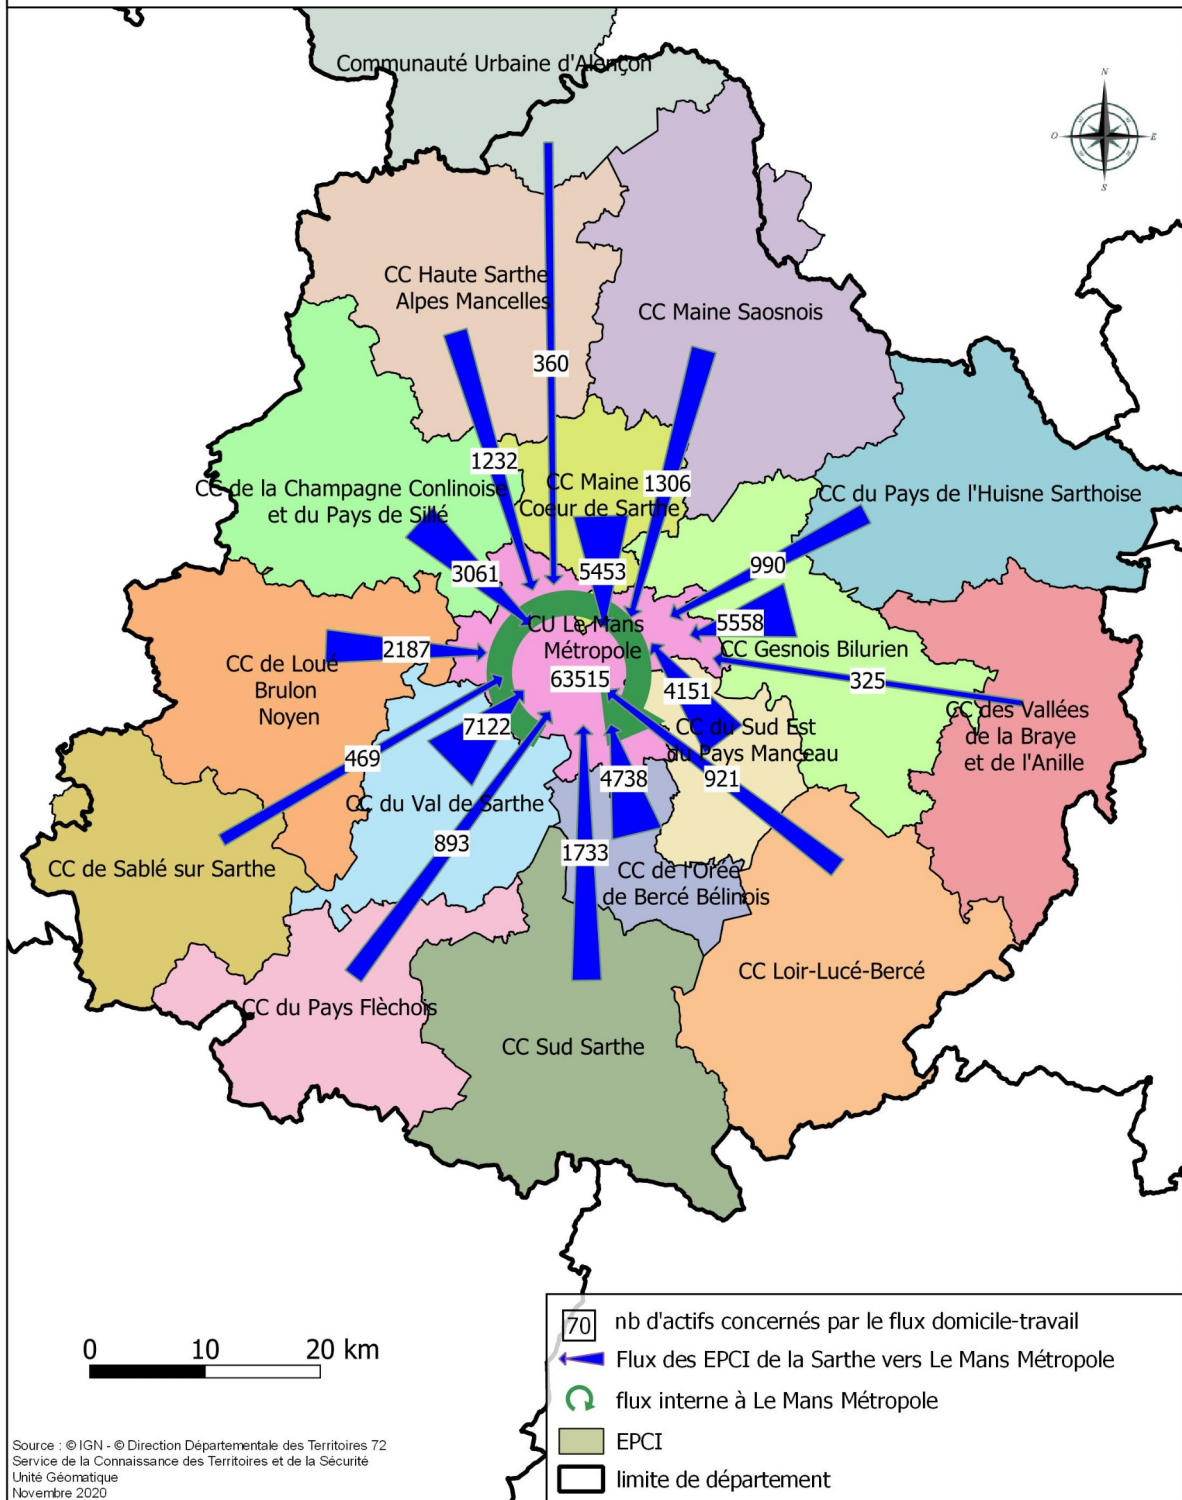 Communauté Urbaine d'Alençon
N
O
E
S
CC Haute Sarthe
Alpes Mancelles
CC Maine Saosnois
360
1232
CC Maine
Coeur de Sarthe
1306
CC de la Champagne Conlinoise
et du Pays de Sillé
CC du Pays de l'Huisne Sarthoise
3061
5453
990
CU Le Mans
Métropole
5558
CC Gesnois Bilurien
2187
CC de Loué
Brulon
Noyen
63515
4151
325
CC des Vallées
de la Braye
et de l'Anille
7122
CC du Sud Est
du Pays Manceau
469
4738
921
CC du Val de Sarthe
893
1733
CC de Sablé sur Sarthe
CC de l'Orée
de Bercé Bélinois
CC Loir-Lucé-Bercé
CC du Pays Flèchois
CC Sud Sarthe
0 10 20 km
70 nb d'actifs concernés par le flux domicile-travail
Flux des EPCI de la Sarthe vers Le Mans Métropole
flux interne à Le Mans Métropole
EPCI
limite de département
Source : © IGN - © Direction Départementale des Territoires 72
Service de la Connaissance des Territoires et de la Sécurité
Unité Géomatique
Novembre 2020